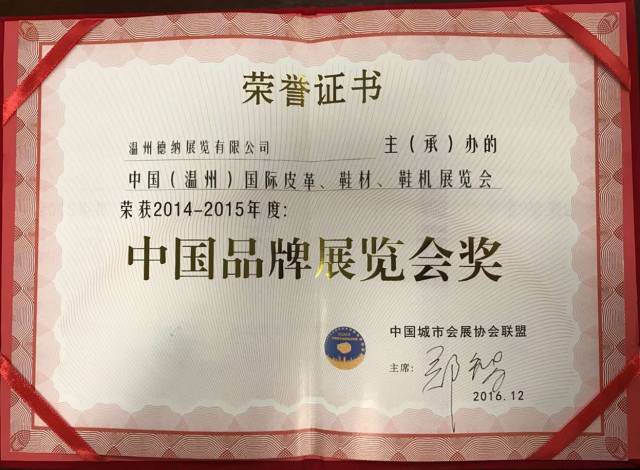 荣誉证书
温州德纳展览有限公司 主（承）办的
中国（温州）国际皮革、鞋材、鞋机展览会
荣获2014-2015年度:
中国品牌展览会奖
中国城市会展协会联盟
主席:
2016.12